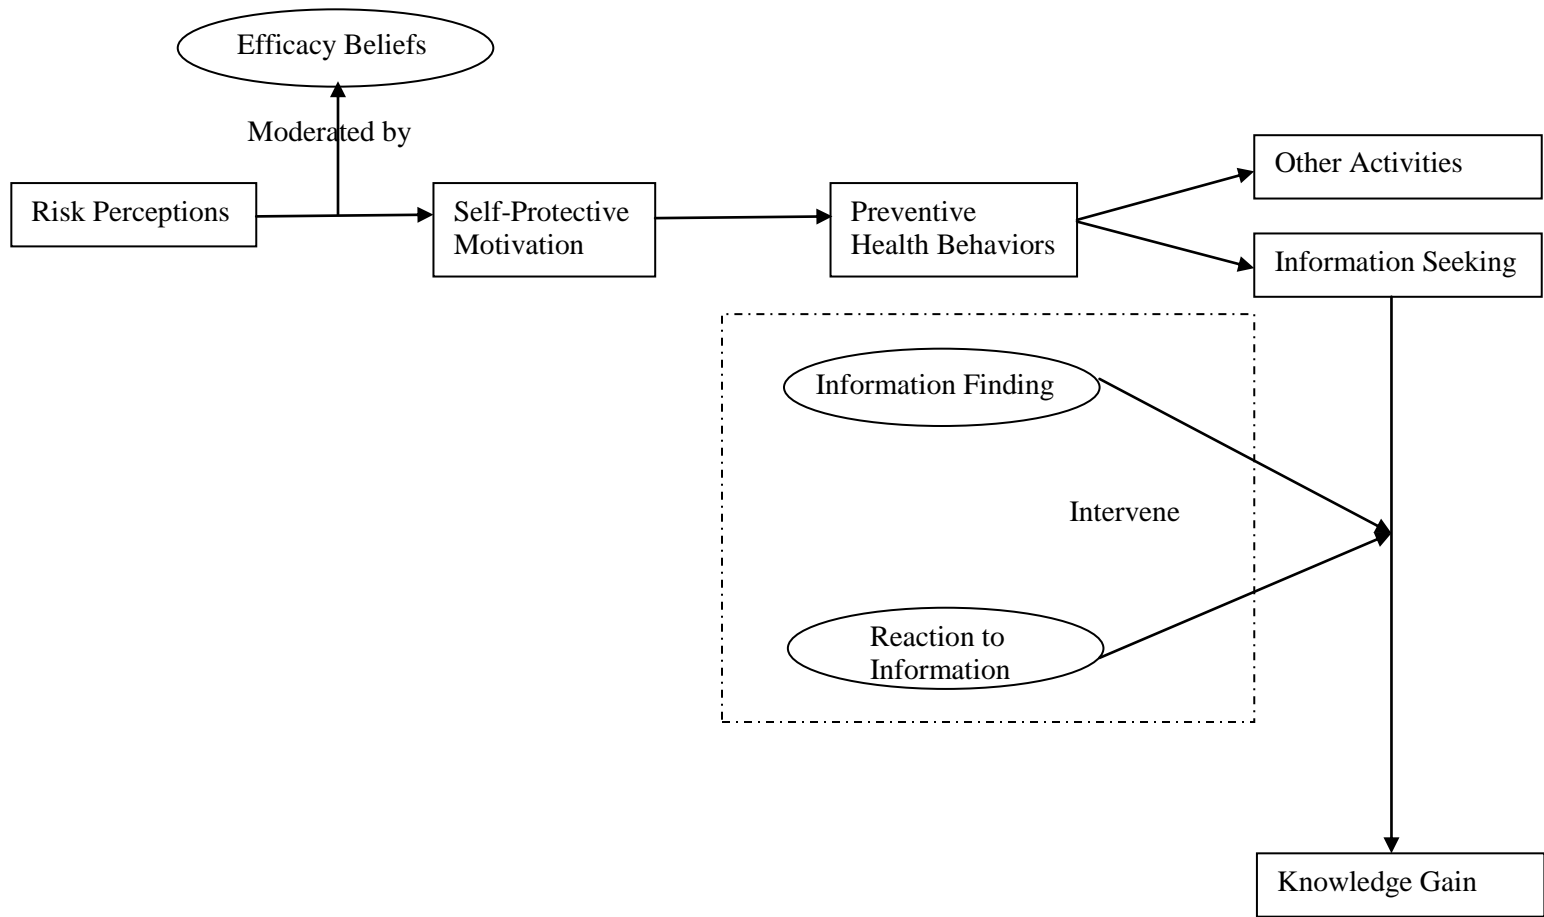 Efficacy Beliefs
Moderated by
Risk Perceptions
Self-Protective
Motivation
Preventive
Health Behaviors
Other Activities
Information Seeking
Information Finding
Intervene
Reaction to
Information
Knowledge Gain